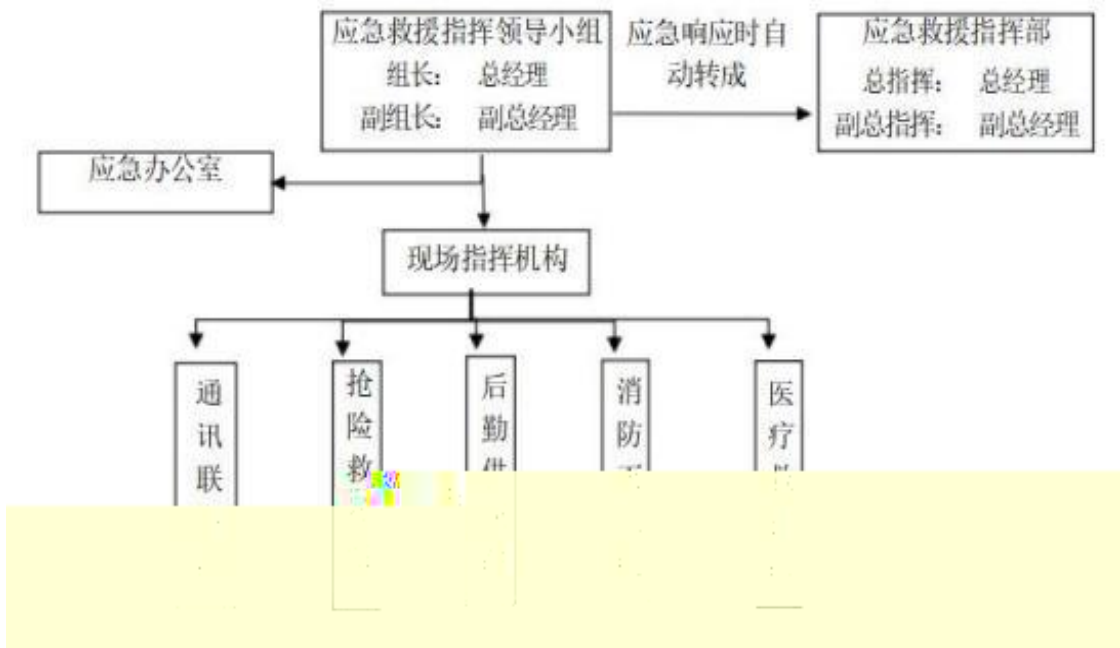 应急救援指挥领导小组
组长： 总经理
副组长： 副总经理
应急响应时自
动转成
应急救援指挥部
总指挥： 总经理
副总指挥： 副总经理
应急办公室
现场指挥机构
通讯联
抢险救
后勤供
消防
医疗